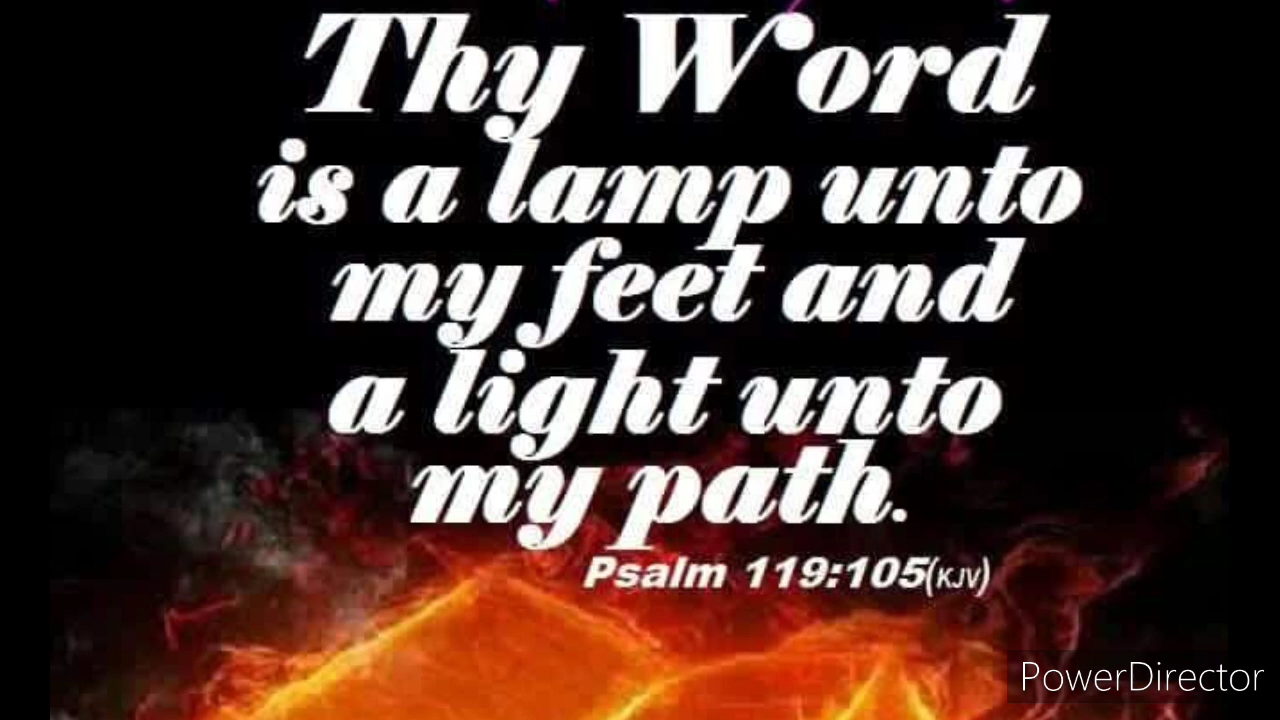 Thy Word
is a lamp unto
my feet and
a light unto
my path.
Psalm 119:105(KJV)
PowerDirector